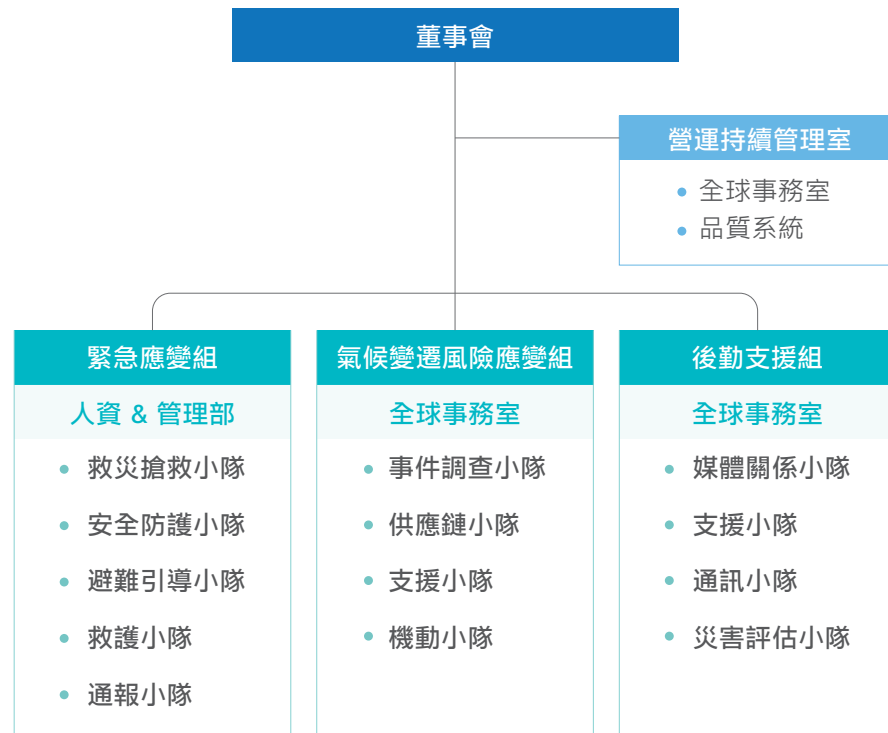 董事會
營運持續管理室
全球事務室
品質系統
緊急應變組
人資 & 管理部
救災搶救小隊
安全防護小隊
避難引導小隊
救護小隊
通報小隊
氣候變遷風險應變組
全球事務室
事件調查小隊
供應鏈小隊
支援小隊
機動小隊
後勤支援組
全球事務室
媒體關係小隊
支援小隊
通訊小隊
災害評估小隊